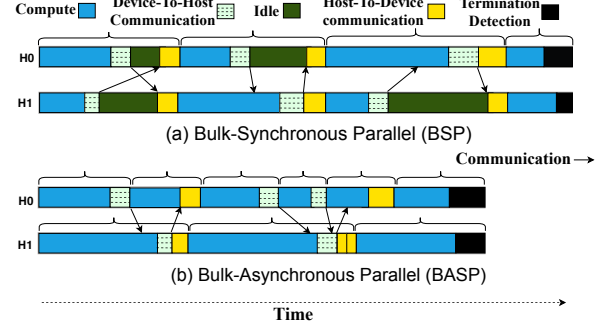 Compute
Device-To-Host
Communication
Idle
Host-To-Device
communication
Termination
Detection
H0
H1
(a) Bulk-Synchronous Parallel (BSP)
Communication
H0
H1
(b) Bulk-Asynchronous Parallel (BASP)
Time